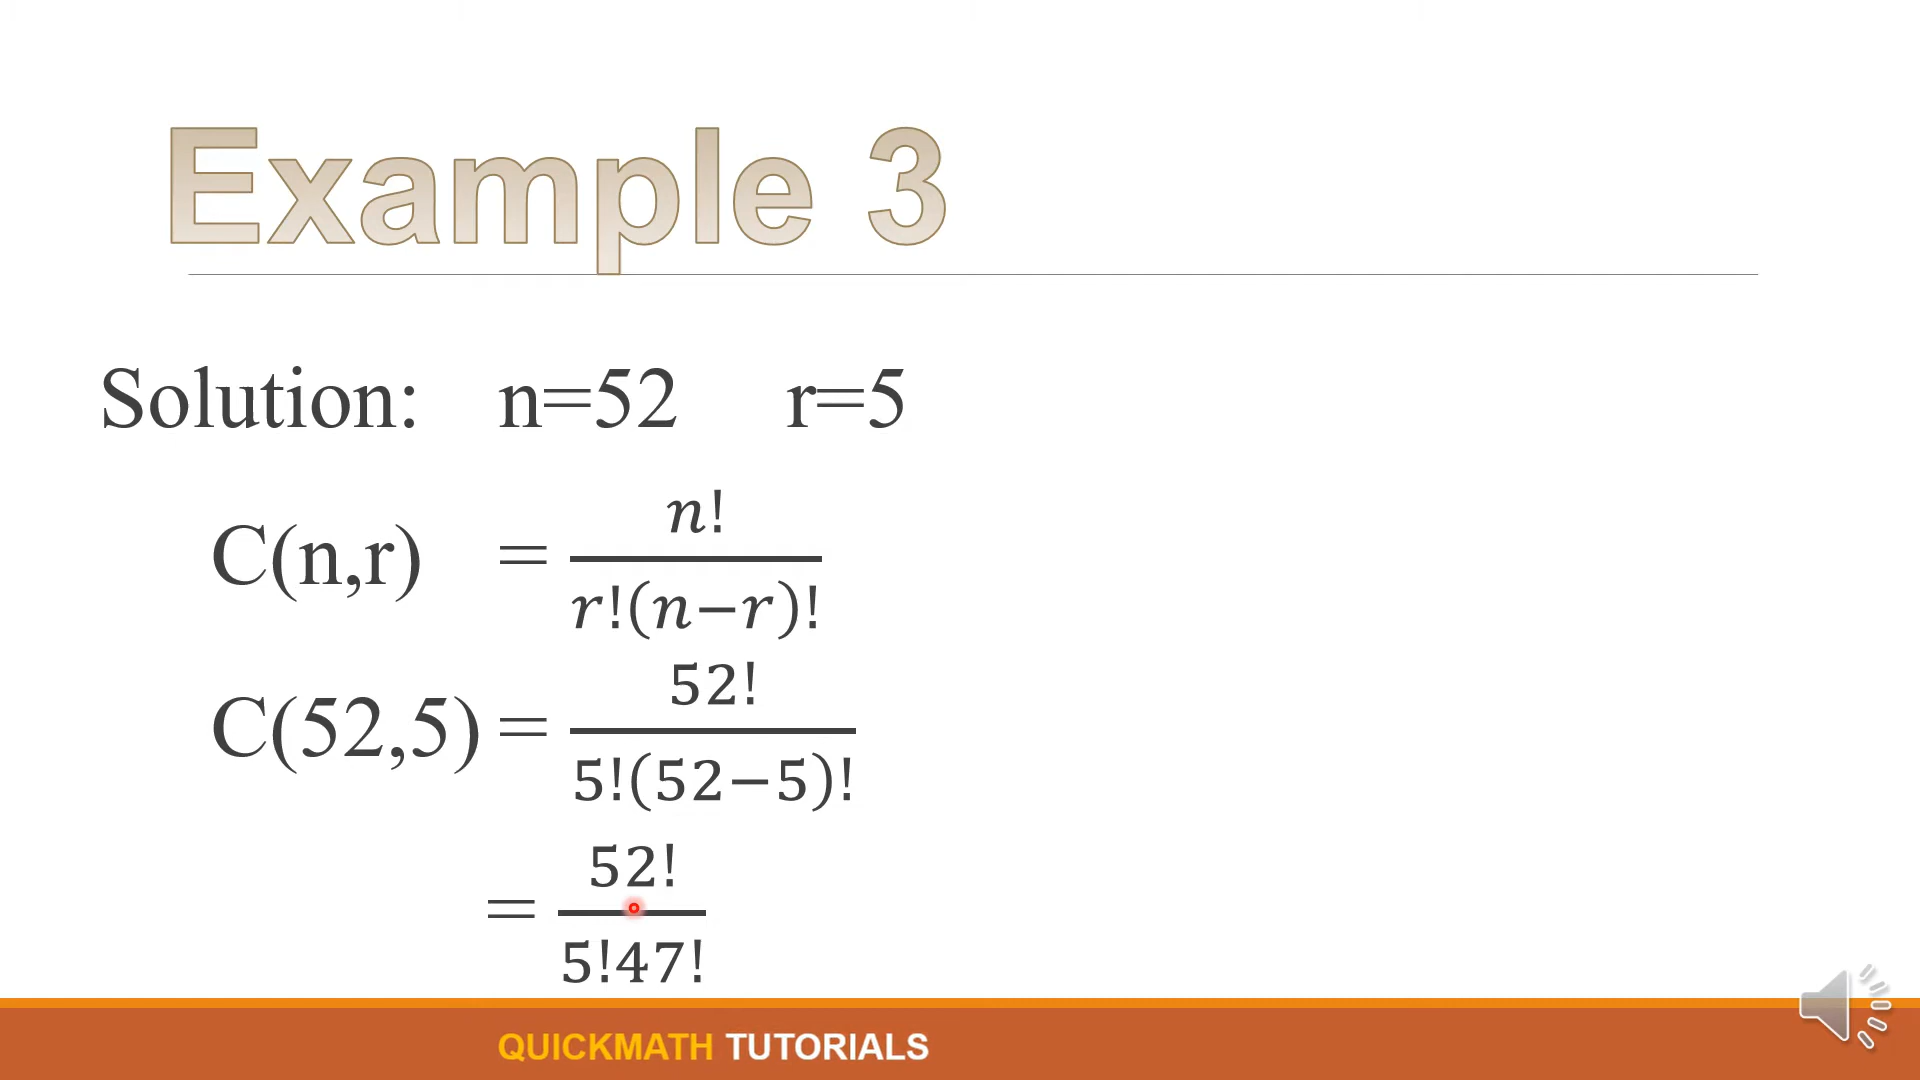 Example 3
Solution: n=52 r=5
C(n,r) = n! / r!(n−r)!
C(52,5) = 52! / 5!(52−5)!
= 52! / 5!47!
QUICKMATH TUTORIALS